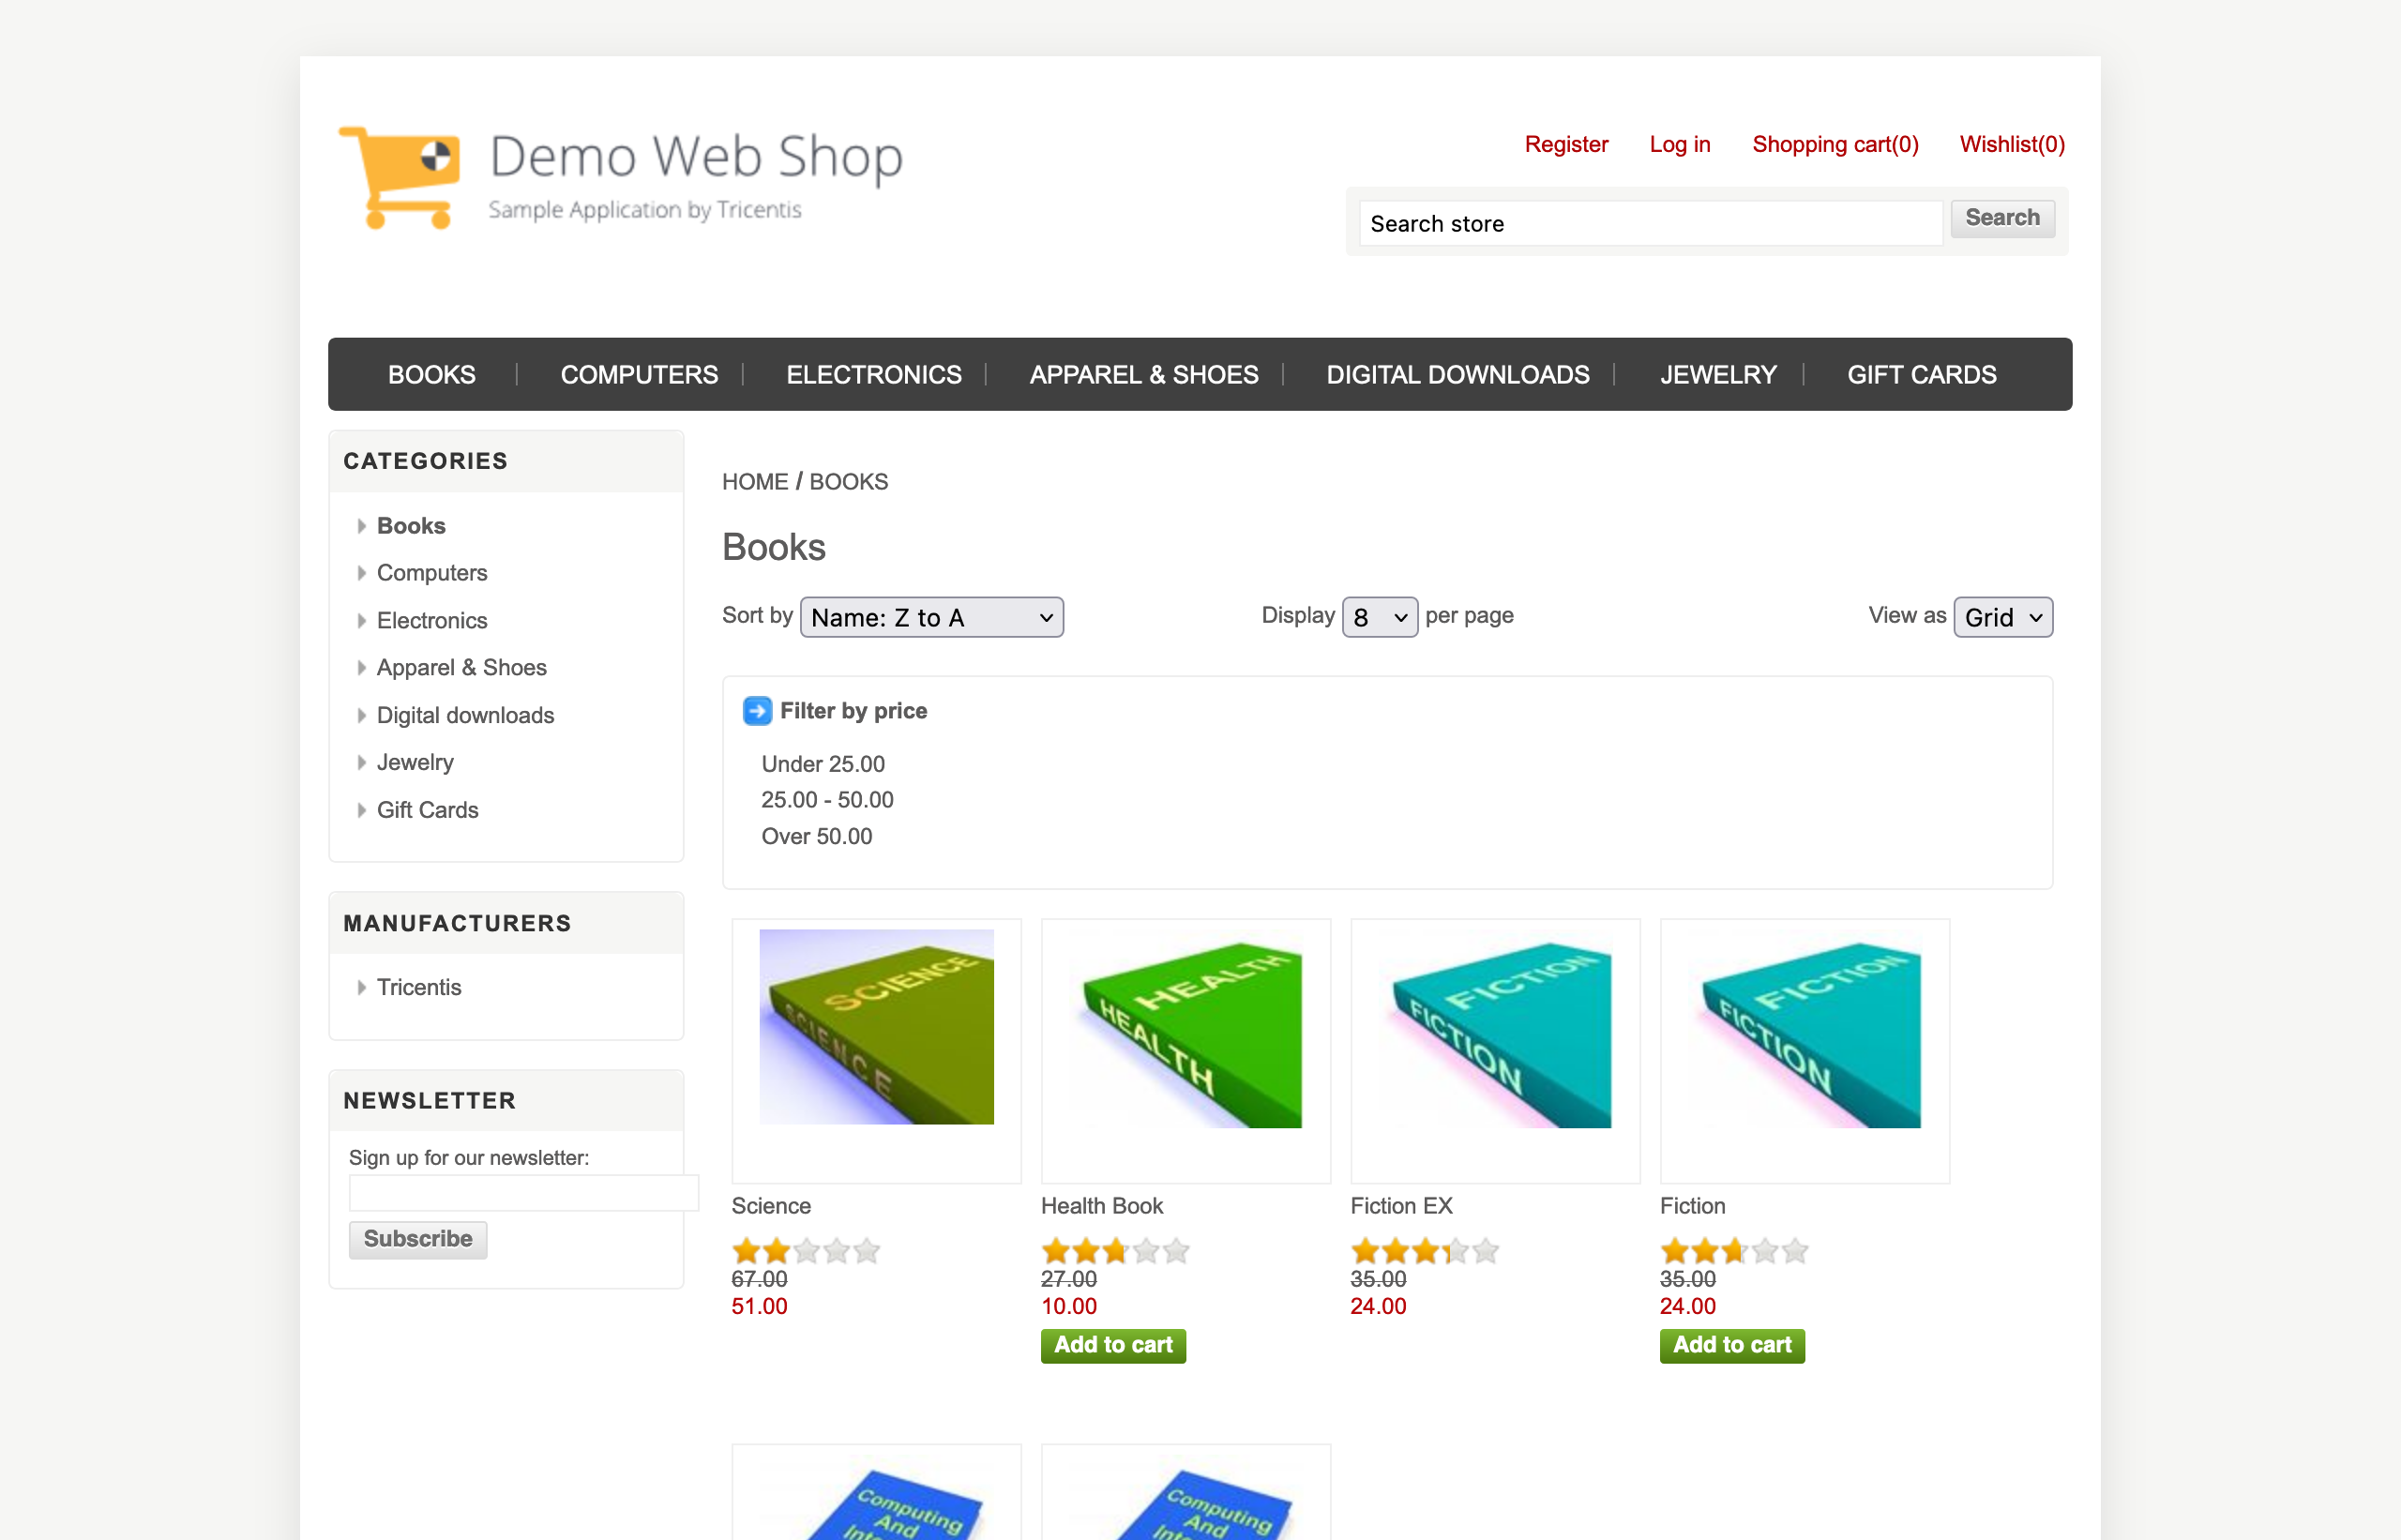 Demo Web Shop
Sample Application by Tricentis
Register Log in Shopping cart(0) Wishlist(0)
Search store Search
BOOKS COMPUTERS ELECTRONICS APPAREL & SHOES DIGITAL DOWNLOADS JEWELRY GIFT CARDS
CATEGORIES
Books
Computers
Electronics
Apparel & Shoes
Digital downloads
Jewelry
Gift Cards
MANUFACTURERS
Tricentis
NEWSLETTER
Sign up for our newsletter:
Subscribe
HOME / BOOKS
Books
Sort by Name: Z to A Display 8 per page View as Grid
Filter by price
Under 25.00
25.00 - 50.00
Over 50.00
SCIENCE
SCIENCE
Science
67.00
51.00
HEALTH
HEALTH
Health Book
27.00
10.00
Add to cart
FICTION
FICTION
Fiction EX
35.00
24.00
FICTION
FICTION
Fiction
35.00
24.00
Add to cart
Computing
And
Computing
And